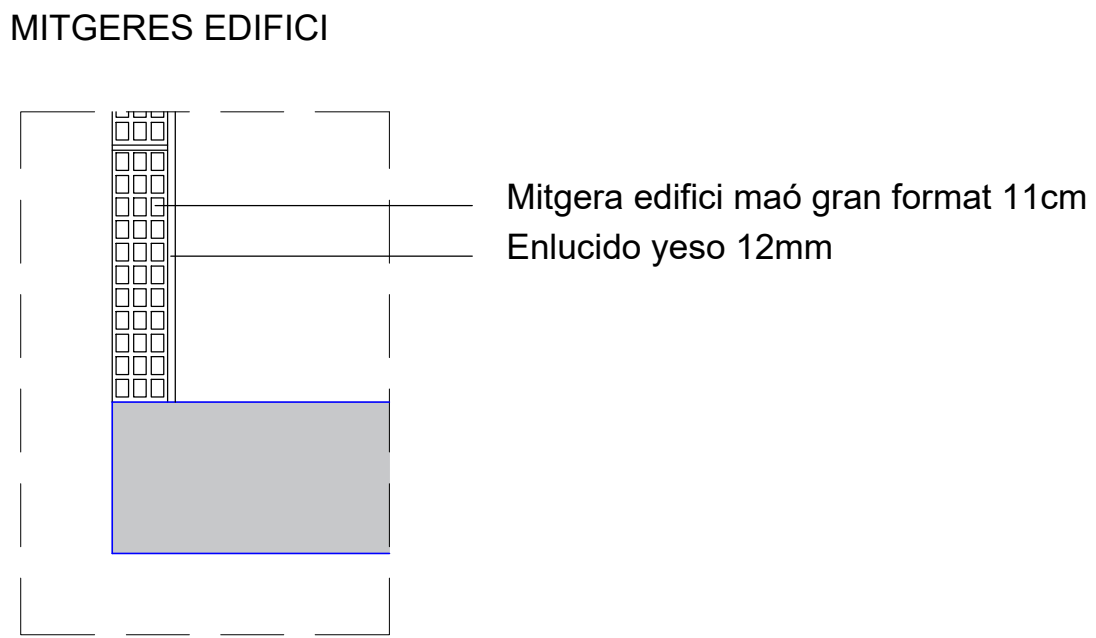 MITGERES EDIFICI
Mitgera edifici maó gran format 11cm
Enlucido yeso 12mm